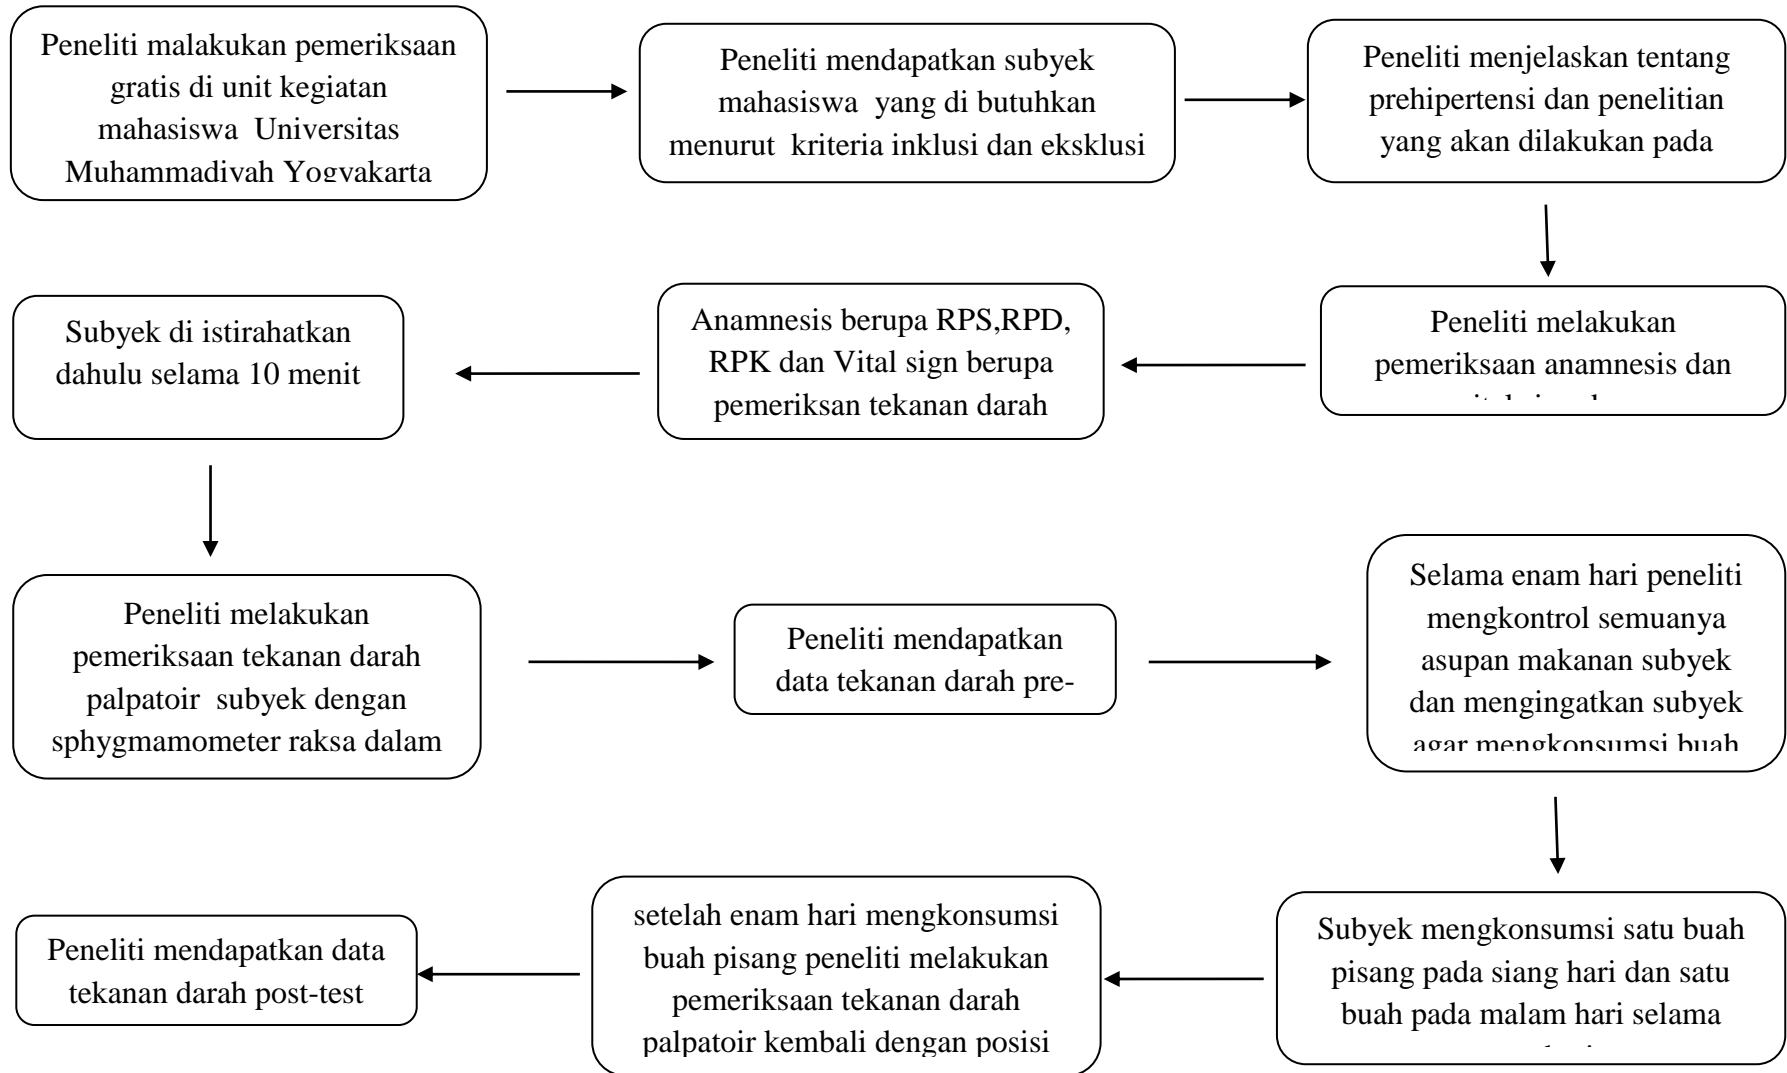 Peneliti malakukan pemeriksaan
gratis di unit kegiatan
mahasiswa Universitas
Muhammadiyah Yogyakarta
Peneliti mendapatkan subyek
mahasiswa yang di butuhkan
menurut kriteria inklusi dan eksklusi
Peneliti menjelaskan tentang
prehipertensi dan penelitian
yang akan dilakukan pada
Peneliti melakukan
pemeriksaan anamnesis dan
Anamnesis berupa RPS,RPD,
RPK dan Vital sign berupa
pemeriksan tekanan darah
Subyek di istirahatkan
dahulu selama 10 menit
Peneliti melakukan
pemeriksaan tekanan darah
palpatoir subyek dengan
sphygmamometer raksa dalam
Peneliti mendapatkan
data tekanan darah pre-
Selama enam hari peneliti
mengkontrol semuanya
asupan makanan subyek
dan mengingatkan subyek
agar mengkonsumsi buah
Subyek mengkonsumsi satu buah
pisang pada siang hari dan satu
buah pada malam hari selama
setelah enam hari mengkonsumsi
buah pisang peneliti melakukan
pemeriksaan tekanan darah
palpatoir kembali dengan posisi
Peneliti mendapatkan data
tekanan darah post-test